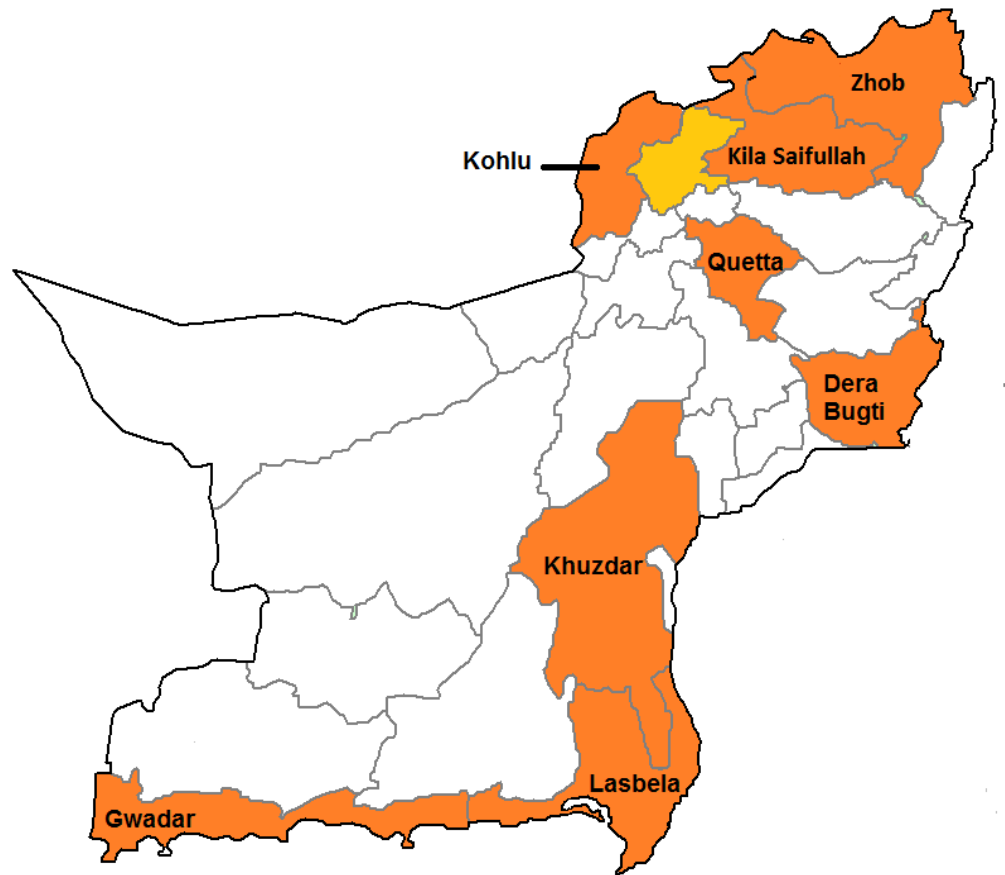 Zhob
Kohlu
Kila Saifullah
Quetta
Dera
Bugti
Khuzdar
Lasbela
Gwadar